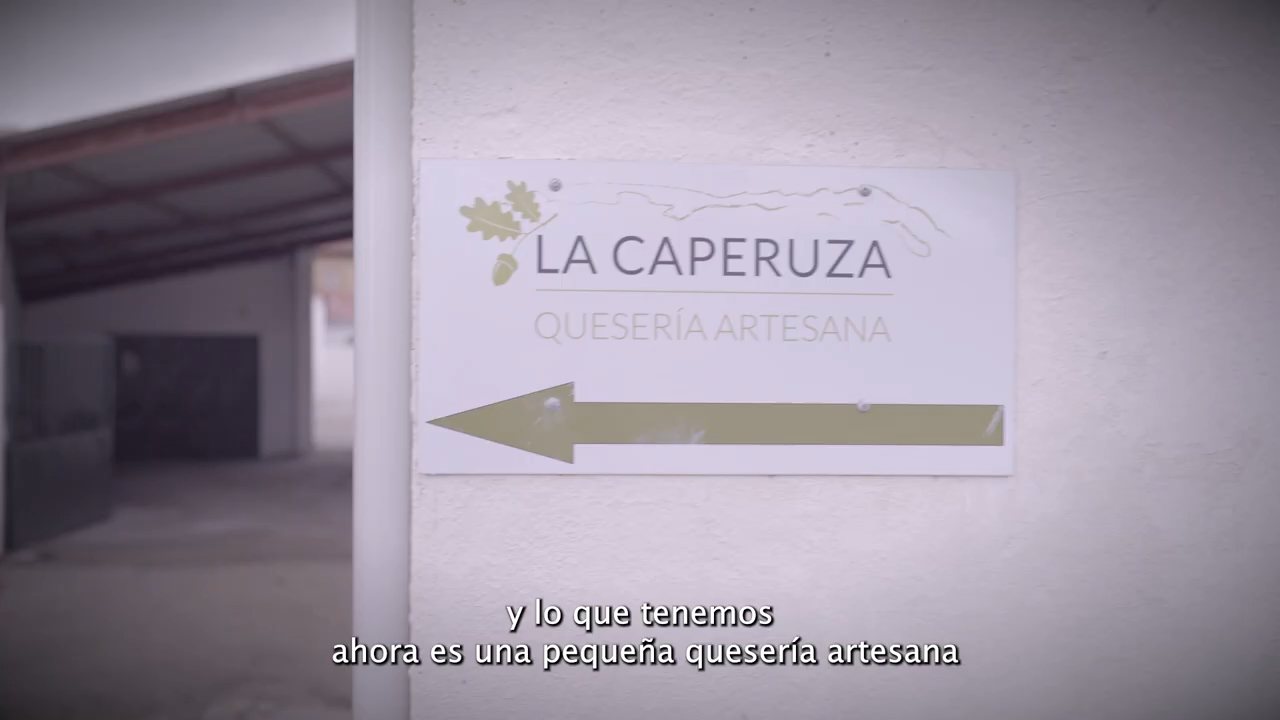 LA CAPERUZA
QUESERÍA ARTESANA
y lo que tenemos
ahora es una pequeña quesería artesana